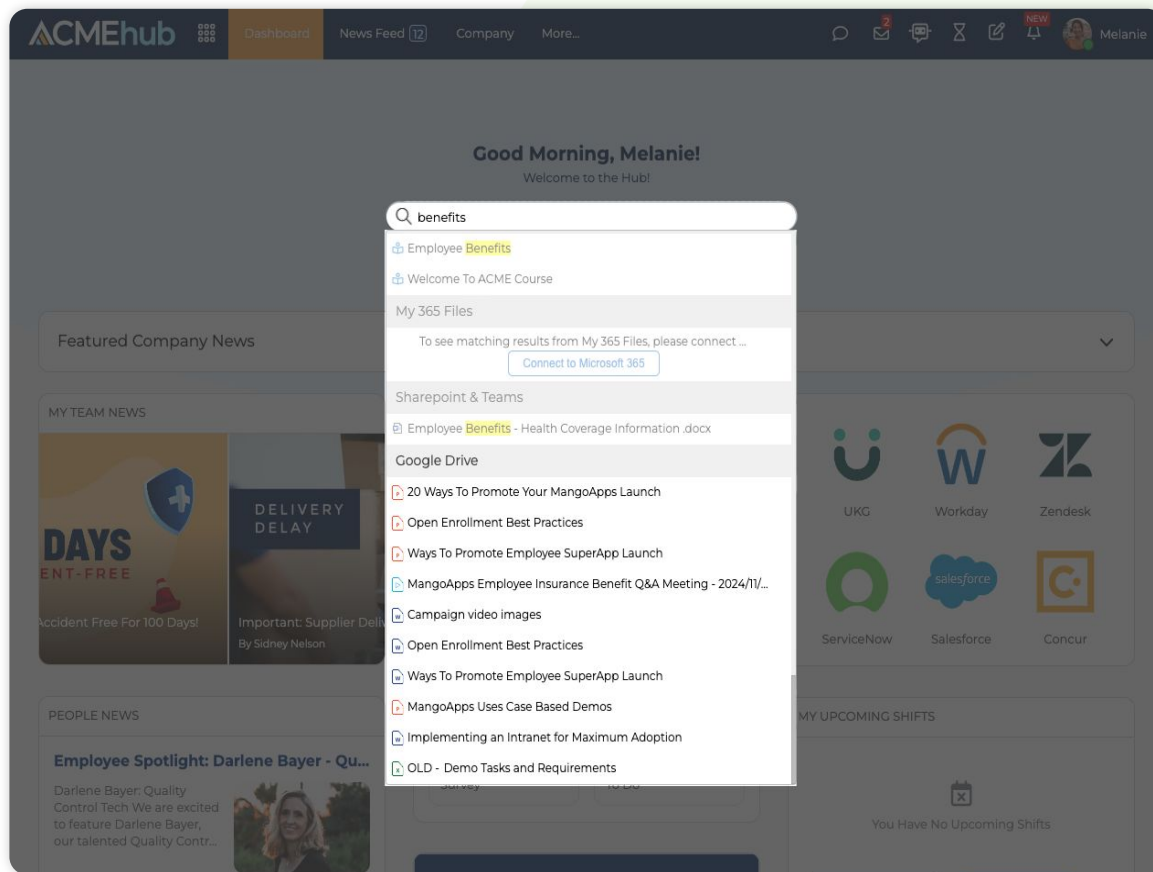 ACMEhub
Dashboard
News Feed 12
Company
More...
2
NEW
Melanie
Good Morning, Melanie!
Welcome to the Hub!
benefits
Employee Benefits
Welcome To ACME Course
My 365 Files
To see matching results from My 365 Files, please connect ...
Connect to Microsoft 365
Sharepoint & Teams
Employee Benefits - Health Coverage Information .docx
Google Drive
20 Ways To Promote Your MangoApps Launch
Open Enrollment Best Practices
Ways To Promote Employee SuperApp Launch
MangoApps Employee Insurance Benefit Q&A Meeting - 2024/11/...
Campaign video images
Open Enrollment Best Practices
Ways To Promote Employee SuperApp Launch
MangoApps Uses Case Based Demos
Implementing an Intranet for Maximum Adoption
OLD - Demo Tasks and Requirements
Featured Company News
MY TEAM NEWS
DAYS
ENT-FREE
Accident Free For 100 Days!
DELIVERY
DELAY
Important: Supplier Deli
By Sidney Nelson
UKG
Workday
Zendesk
salesforce
ServiceNow
Salesforce
Concur
PEOPLE NEWS
Employee Spotlight: Darlene Bayer - Qu...
Darlene Bayer: Quality
Control Tech We are excited
to feature Darlene Bayer,
our talented Quality Contr...
Survey
To Do
MY UPCOMING SHIFTS
You Have No Upcoming Shifts